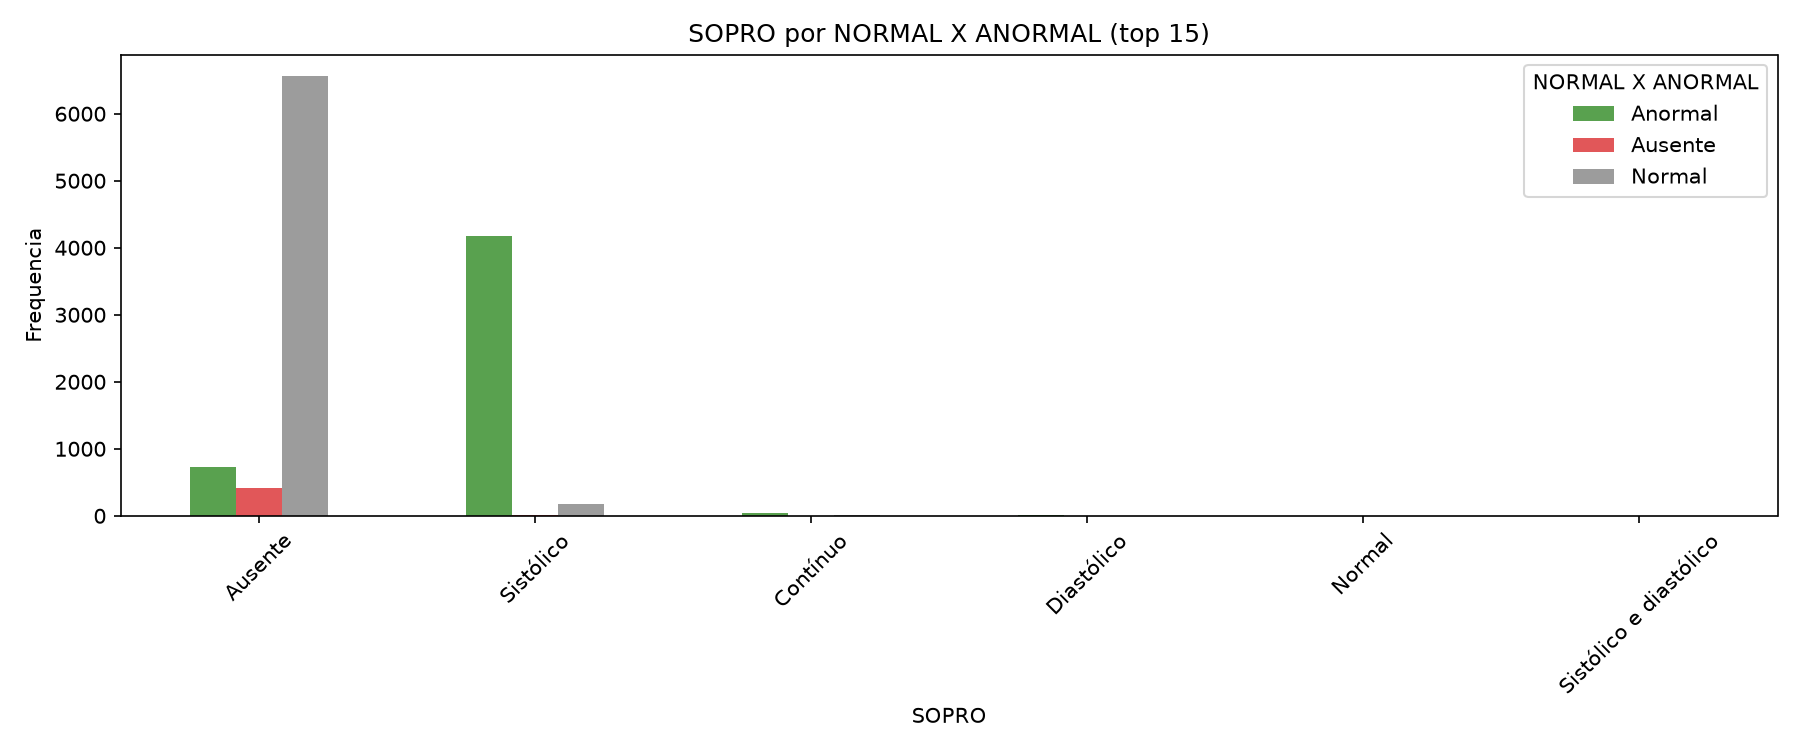 SOPRO por NORMAL X ANORMAL (top 15)
NORMAL X ANORMAL
Anormal
Ausente
Normal
Frequencia
6000
5000
4000
3000
2000
1000
0
Ausente
Sistólico
Contínuo
Diastólico
Normal
Sistólico e diastólico
SOPRO